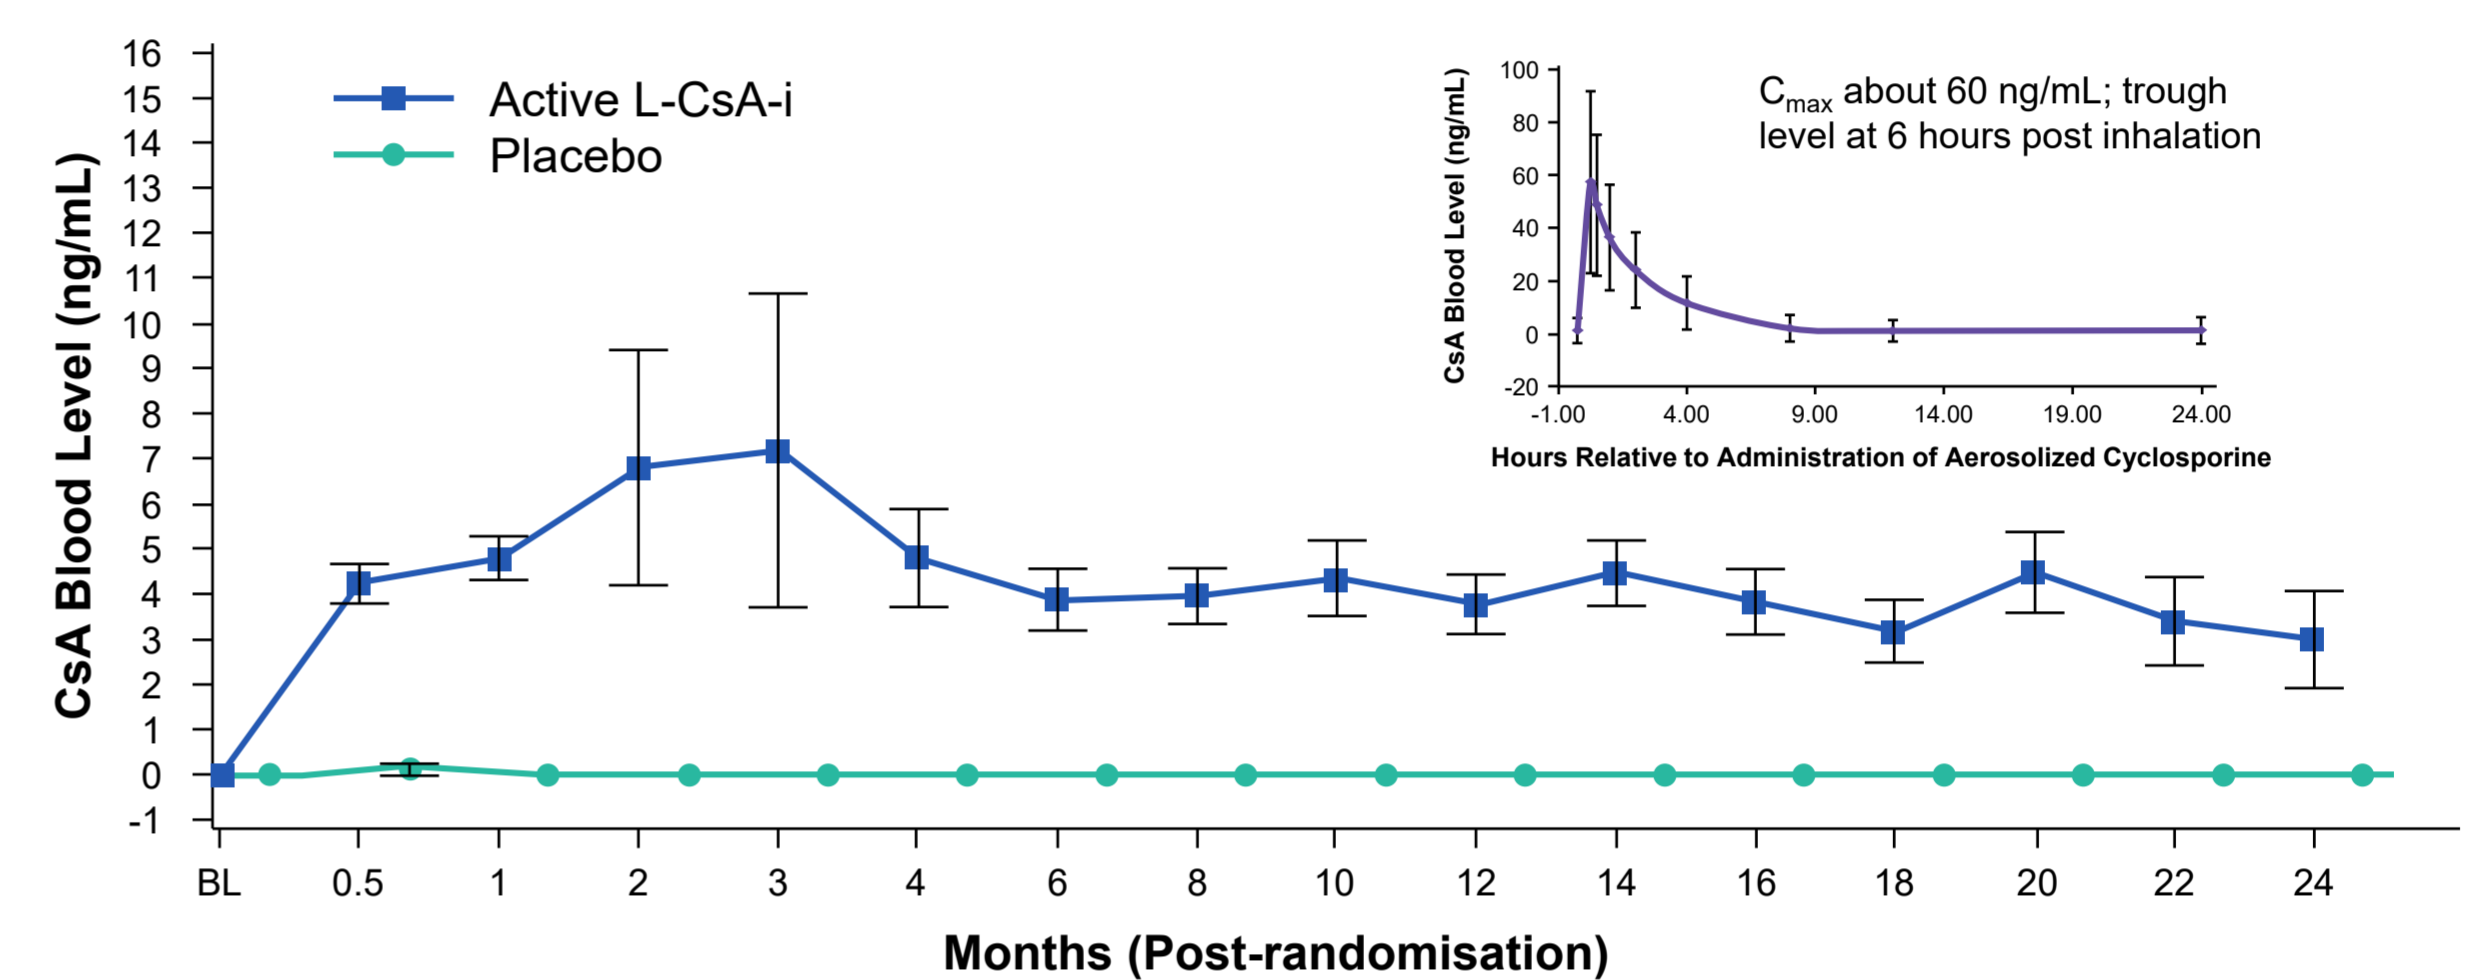 CsA Blood Level (ng/mL)
16
15
14
13
12
11
10
9
8
7
6
5
4
3
2
1
0
-1
Active L-CsA-i
Placebo
BL 0.5 1 2 3 4 6 8 10 12 14 16 18 20 22 24
Months (Post-randomisation)
CsA Blood Level (ng/mL)
100
80
60
40
20
0
-20
Cmax about 60 ng/mL; trough
level at 6 hours post inhalation
-1.00 4.00 9.00 14.00 19.00 24.00
Hours Relative to Administration of Aerosolized Cyclosporine